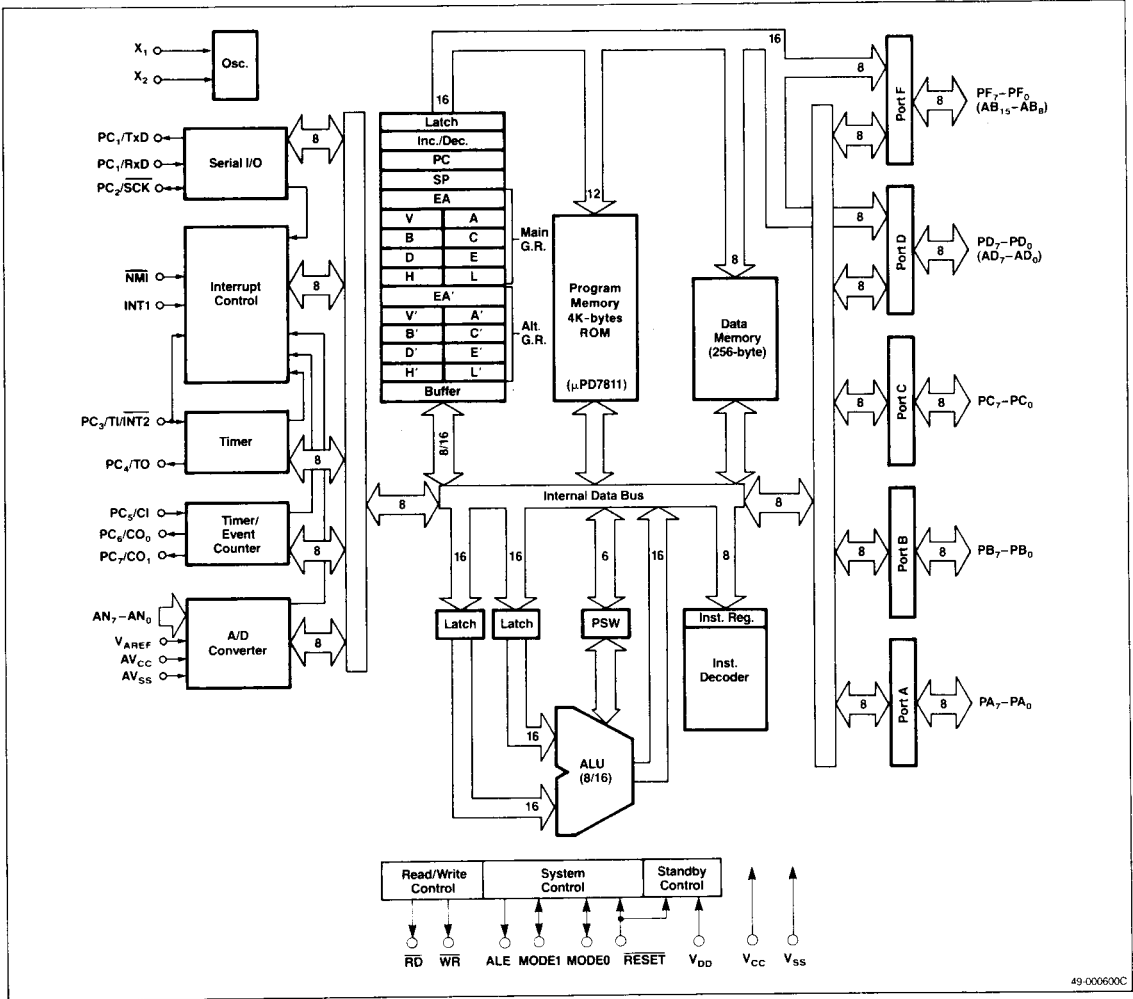 X1
X2
Osc.
PC1/TxD
PC1/RxD
PC2/S̅C̅K̅
Serial I/O
8
N̅M̅I̅
INT1
Interrupt
Control
8
PC3/TI/I̅N̅T̅2̅
PC4/TO
Timer
8
PC5/CI
PC6/CO0
PC7/CO1
Timer/
Event
Counter
8
AN7–AN0
VAREF
AVCC
AVSS
A/D
Converter
8
16
Latch
Inc./Dec.
PC
SP
EA
V A
B C
D E
H L
Main
G.R.
EA'
V' A'
B' C'
D' E'
H' L'
Alt.
G.R.
Buffer
8/16
16
12
Program
Memory
4K-bytes
ROM
(μPD7811)
8
Data
Memory
(256-byte)
8
Internal Data Bus
16
16
6
16
8
Latch
Latch
PSW
Inst. Reg.
Inst.
Decoder
16
16
ALU
(8/16)
8
8
Port F
8
PF7–PF0
(AB15–AB8)
8
8
Port D
8
PD7–PD0
(AD7–AD0)
8
Port C
8
PC7–PC0
8
Port B
8
PB7–PB0
8
Port A
8
PA7–PA0
Read/Write
Control
System
Control
Standby
Control
R̅D̅
W̅R̅
ALE
MODE1
MODE0
R̅E̅S̅E̅T̅
VDD
VCC
VSS
49-000600C